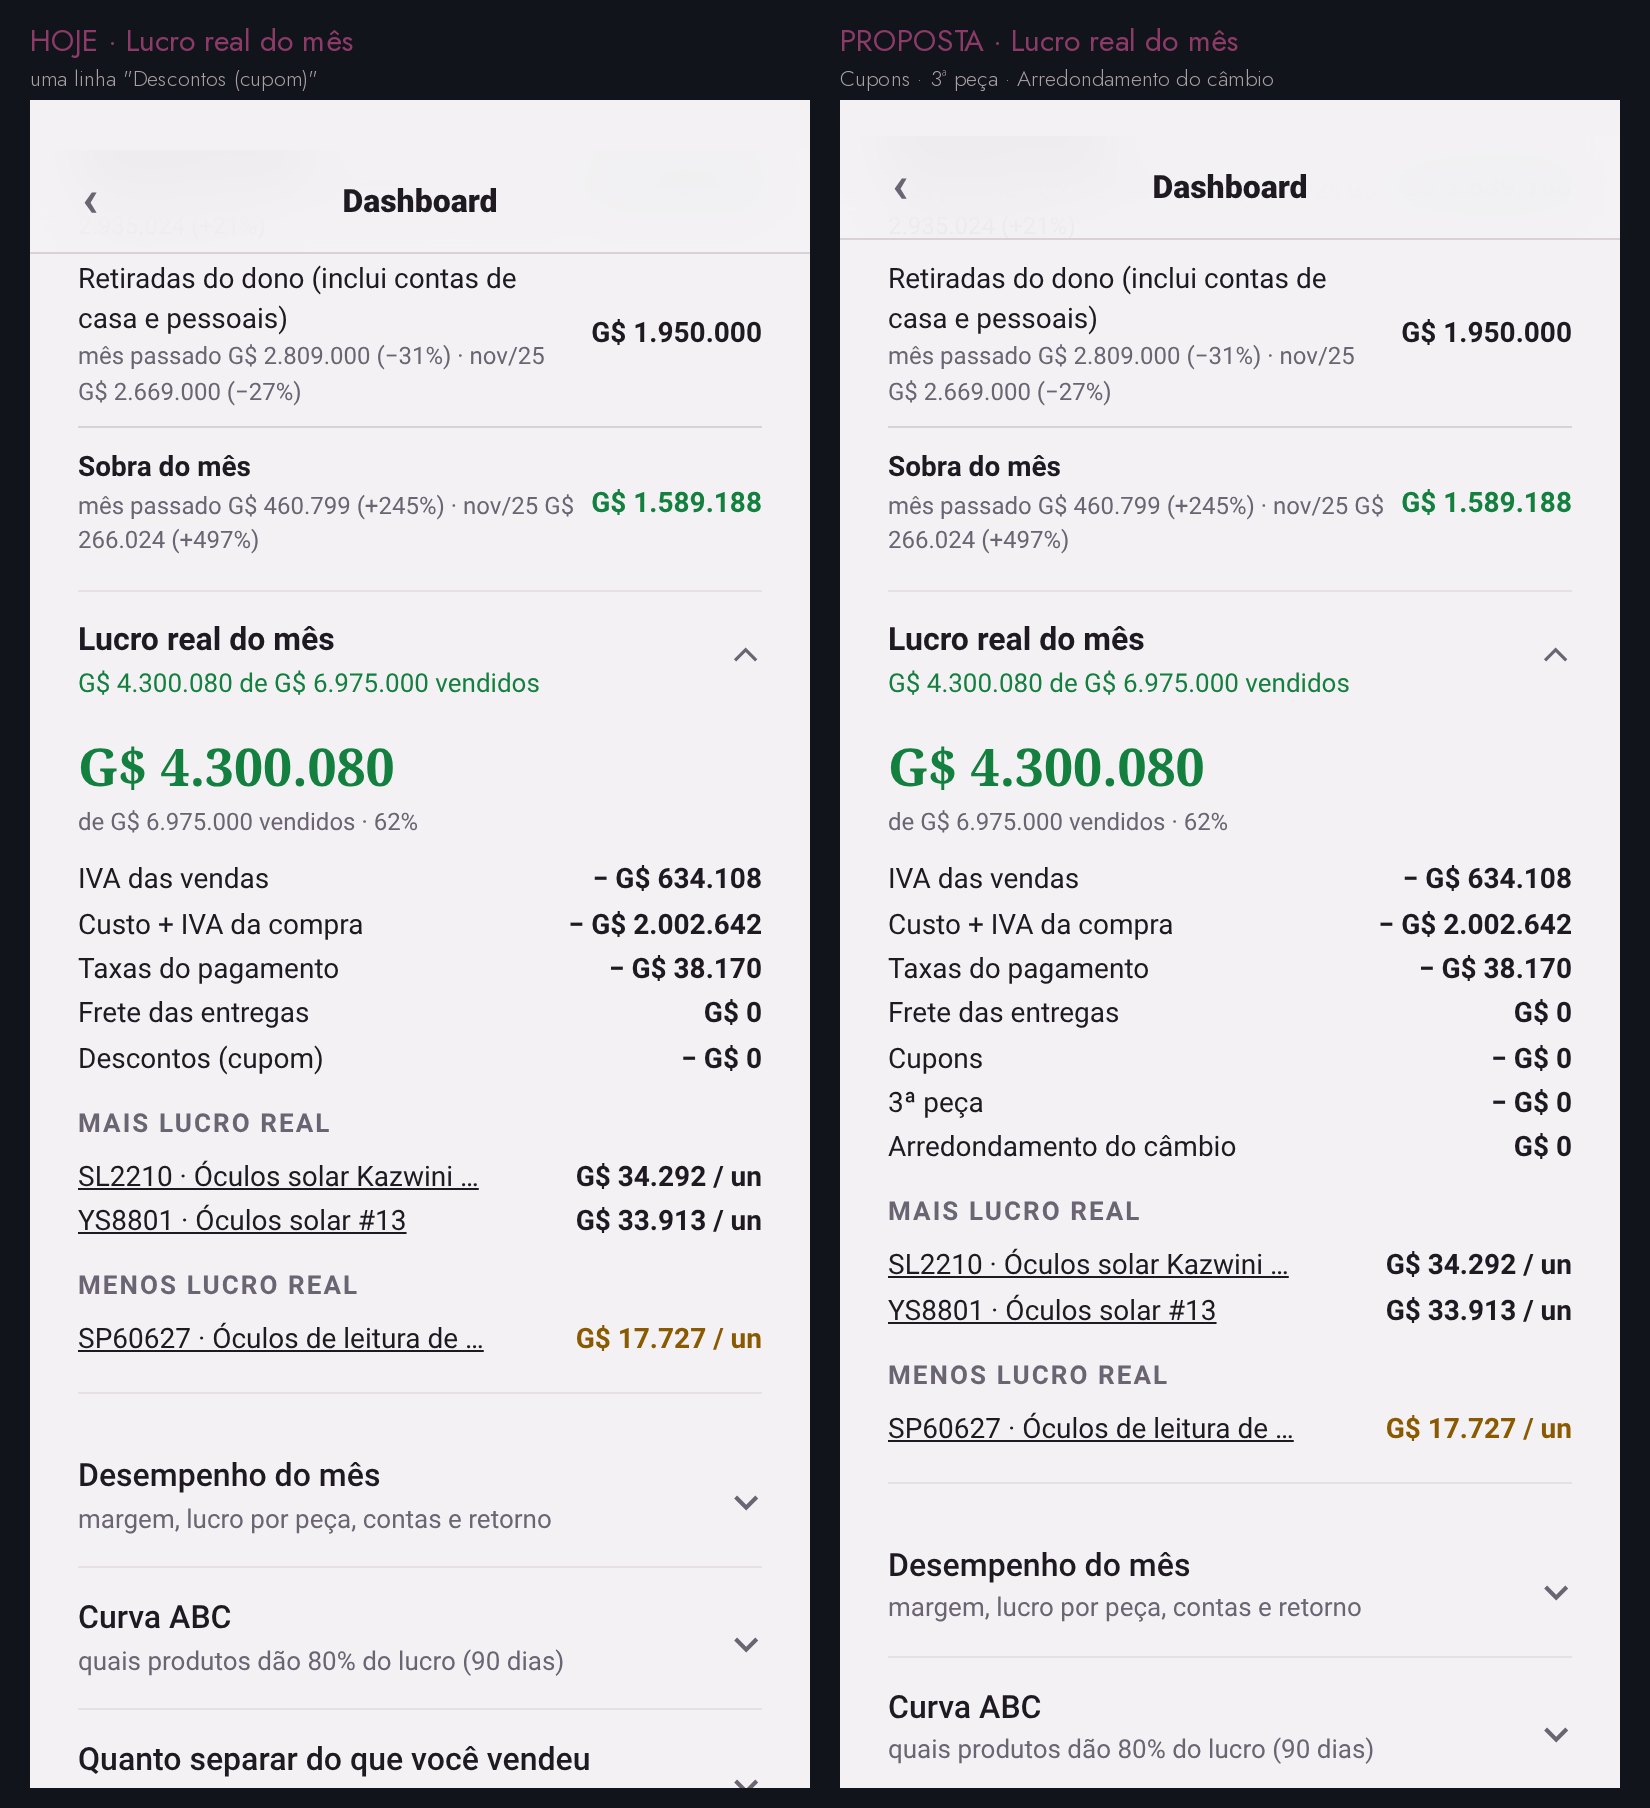 HOJE · Lucro real do mês
uma linha "Descontos (cupom)"
‹
Dashboard
2.935.024 (+21%)
Retiradas do dono (inclui contas de
casa e pessoais)
G$ 1.950.000
mês passado G$ 2.809.000 (−31%) · nov/25
G$ 2.669.000 (−27%)
Sobra do mês
mês passado G$ 460.799 (+245%) · nov/25 G$
266.024 (+497%)
G$ 1.589.188
Lucro real do mês
G$ 4.300.080 de G$ 6.975.000 vendidos
G$ 4.300.080
de G$ 6.975.000 vendidos · 62%
IVA das vendas − G$ 634.108
Custo + IVA da compra − G$ 2.002.642
Taxas do pagamento − G$ 38.170
Frete das entregas G$ 0
Descontos (cupom) − G$ 0
MAIS LUCRO REAL
SL2210 · Óculos solar Kazwini ... G$ 34.292 / un
YS8801 · Óculos solar #13 G$ 33.913 / un
MENOS LUCRO REAL
SP60627 · Óculos de leitura de ... G$ 17.727 / un
Desempenho do mês
margem, lucro por peça, contas e retorno
Curva ABC
quais produtos dão 80% do lucro (90 dias)
Quanto separar do que você vendeu
PROPOSTA · Lucro real do mês
Cupons · 3ª peça · Arredondamento do câmbio
‹
Dashboard
2.935.024 (+21%)
Retiradas do dono (inclui contas de
casa e pessoais)
G$ 1.950.000
mês passado G$ 2.809.000 (−31%) · nov/25
G$ 2.669.000 (−27%)
Sobra do mês
mês passado G$ 460.799 (+245%) · nov/25 G$
266.024 (+497%)
G$ 1.589.188
Lucro real do mês
G$ 4.300.080 de G$ 6.975.000 vendidos
G$ 4.300.080
de G$ 6.975.000 vendidos · 62%
IVA das vendas − G$ 634.108
Custo + IVA da compra − G$ 2.002.642
Taxas do pagamento − G$ 38.170
Frete das entregas G$ 0
Cupons − G$ 0
3ª peça − G$ 0
Arredondamento do câmbio G$ 0
MAIS LUCRO REAL
SL2210 · Óculos solar Kazwini ... G$ 34.292 / un
YS8801 · Óculos solar #13 G$ 33.913 / un
MENOS LUCRO REAL
SP60627 · Óculos de leitura de ... G$ 17.727 / un
Desempenho do mês
margem, lucro por peça, contas e retorno
Curva ABC
quais produtos dão 80% do lucro (90 dias)